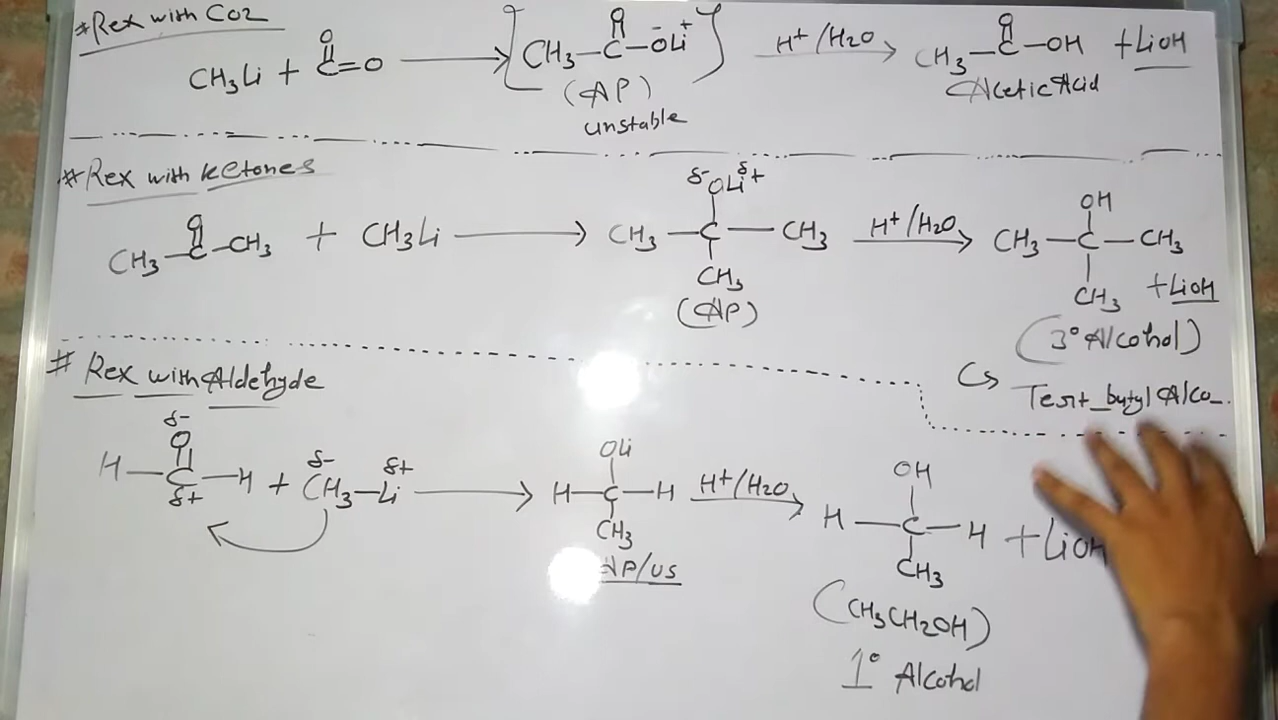 *Rex with CO2
CH3Li + O=C=O → [CH3-C(=O)-O⁻Li⁺] H+/H2O → CH3-C(=O)-OH + LiOH
(AP)
unstable
Acetic Acid
# Rex with Ketones
CH3-C(=O)-CH3 + CH3Li → CH3-C(OLi)(CH3)-CH3 H+/H2O → CH3-C(OH)(CH3)-CH3 + LiOH
δ- δ+
(AP)
(3° Alcohol)
↳ Tert_butyl Alco_.
# Rex with Aldehyde
δ- δ+ δ- δ+
H-C(=O)-H + CH3-Li → H-C(OLi)(CH3)-H H+/H2O → H-C(OH)(CH3)-H + LiOH
AP/US
(CH3CH2OH)
1° Alcohol